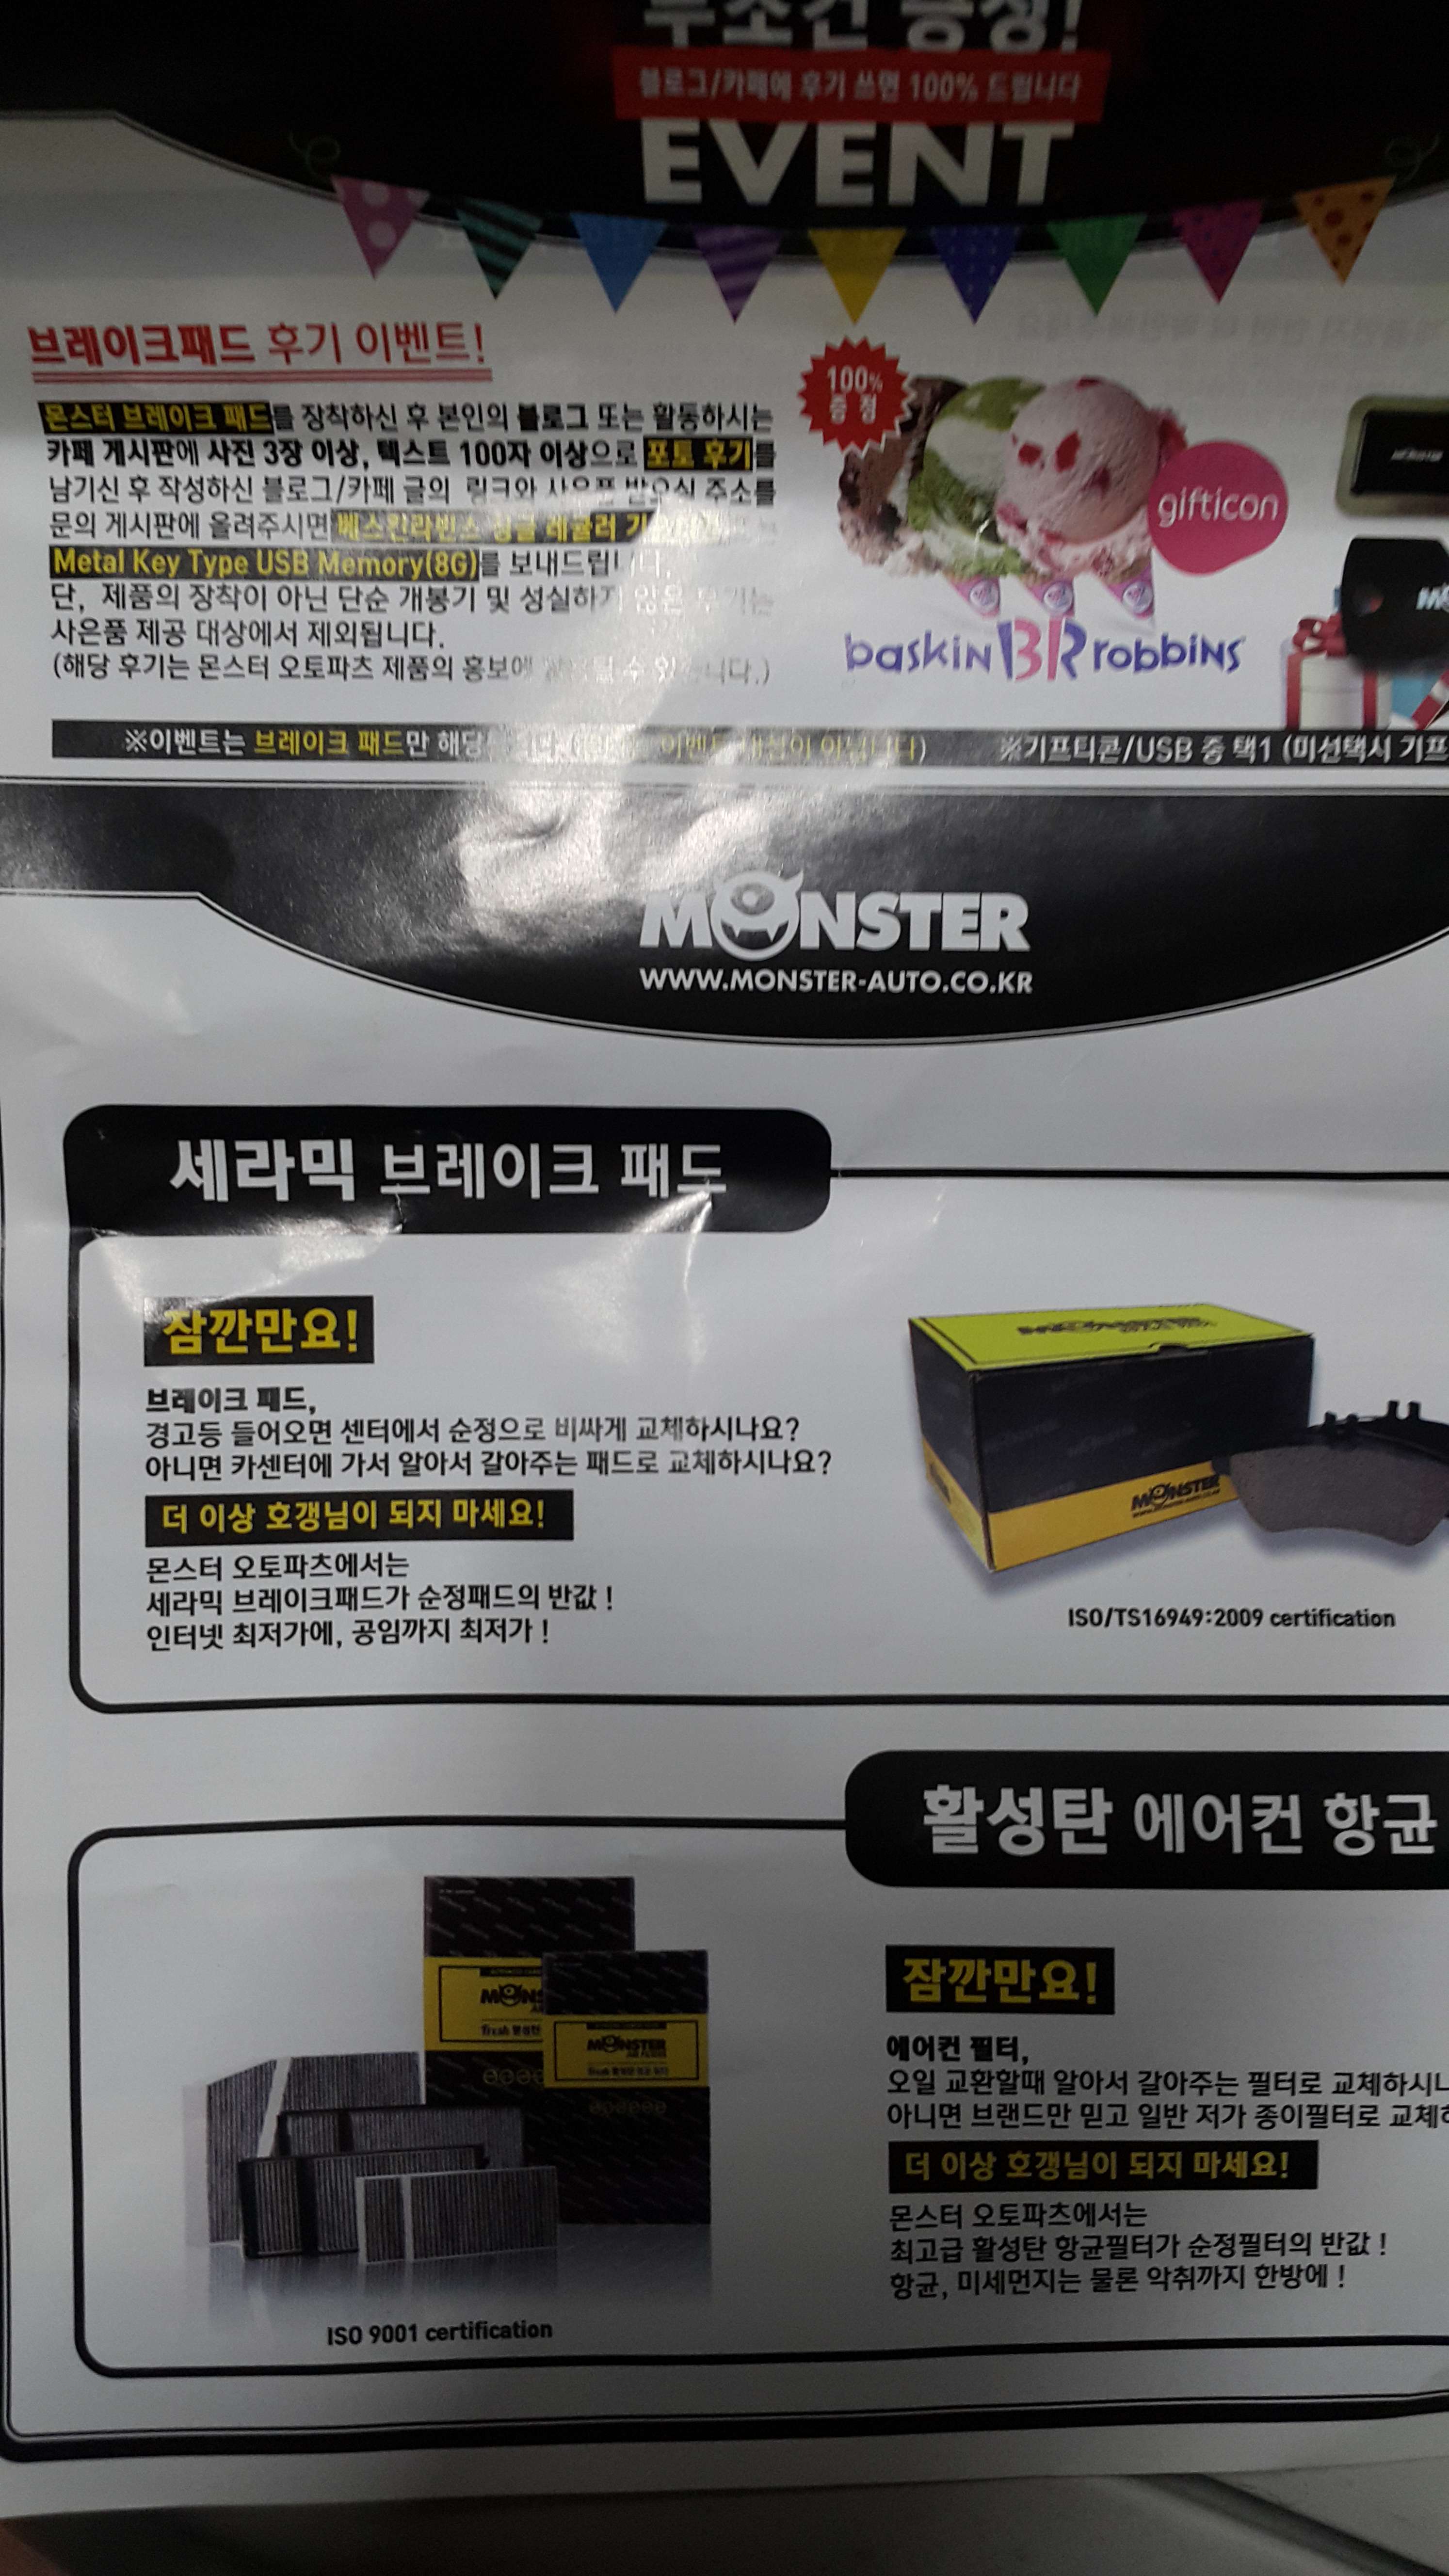 무조건 증정!
블로그/카페에 후기 쓰면 100% 드립니다
EVENT
브레이크패드 후기 이벤트!
몬스터 브레이크 패드를 장착하신 후 본인의 블로그 또는 활동하시는
카페 게시판에 사진 3장 이상, 텍스트 100자 이상으로 포토 후기를
남기신 후 작성하신 블로그/카페 글의 링크와 사은품 받으실 주소를
문의 게시판에 올려주시면 베스킨라빈스 싱글 레귤러
Metal Key Type USB Memory(8G)를 보내드립니다.
단, 제품의 장착이 아닌 단순 개봉기 및 성실하지 않은 후기는
사은품 제공 대상에서 제외됩니다.
(해당 후기는 몬스터 오토파츠 제품의 홍보에 수 있습니다.)
100%
증정
gifticon
baskin BR robbins
※이벤트는 브레이크 패드만 해당 이벤트 대상이 아닙니다)
※기프티콘/USB 중 택1 (미선택시 기프
MONSTER
WWW.MONSTER-AUTO.CO.KR
세라믹 브레이크 패드
잠깐만요!
브레이크 패드,
경고등 들어오면 센터에서 순정으로 비싸게 교체하시나요?
아니면 카센터에 가서 알아서 갈아주는 패드로 교체하시나요?
더 이상 호갱님이 되지 마세요!
몬스터 오토파츠에서는
세라믹 브레이크패드가 순정패드의 반값 !
인터넷 최저가에, 공임까지 최저가 !
MONSTER
ISO/TS16949:2009 certification
활성탄 에어컨 항균
MONSTER
ISO 9001 certification
잠깐만요!
에어컨 필터,
오일 교환할때 알아서 갈아주는 필터로 교체하시나
아니면 브랜드만 믿고 일반 저가 종이필터로 교체
더 이상 호갱님이 되지 마세요!
몬스터 오토파츠에서는
최고급 활성탄 항균필터가 순정필터의 반값 !
항균, 미세먼지는 물론 악취까지 한방에 !